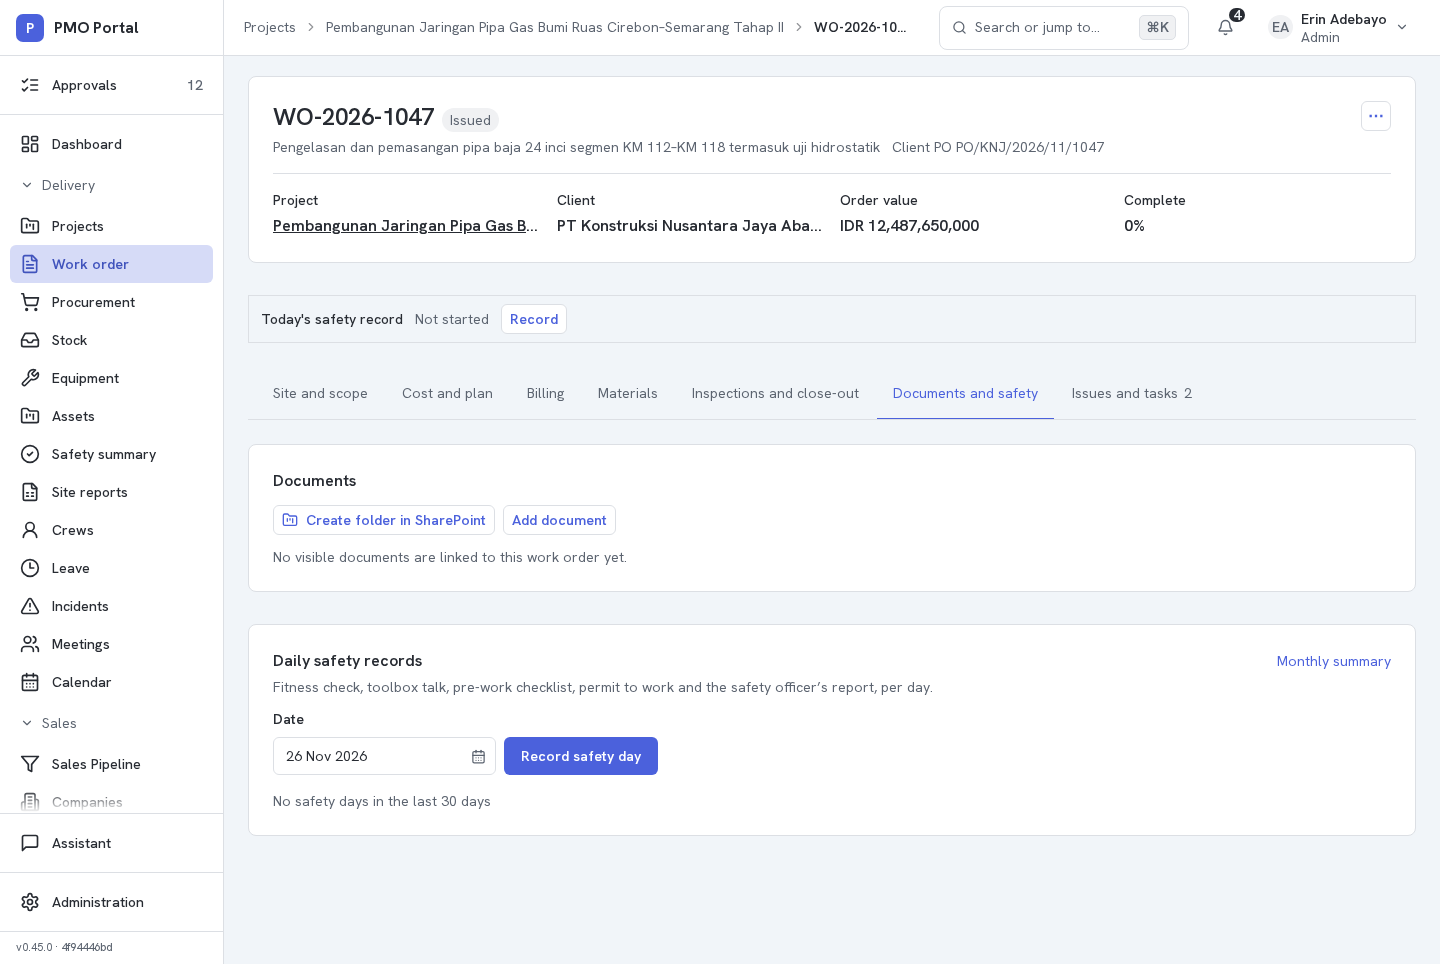 P PMO Portal
Projects > Pembangunan Jaringan Pipa Gas Bumi Ruas Cirebon–Semarang Tahap II > WO-2026-10...
Search or jump to... ⌘K
4
EA Erin Adebayo
Admin
Approvals 12
Dashboard
Delivery
Projects
Work order
Procurement
Stock
Equipment
Assets
Safety summary
Site reports
Crews
Leave
Incidents
Meetings
Calendar
Sales
Sales Pipeline
Companies
Assistant
Administration
v0.45.0 · 4f94446bd
WO-2026-1047 Issued
Pengelasan dan pemasangan pipa baja 24 inci segmen KM 112–KM 118 termasuk uji hidrostatik Client PO PO/KNJ/2026/11/1047
Project Client Order value Complete
Pembangunan Jaringan Pipa Gas B... PT Konstruksi Nusantara Jaya Aba... IDR 12,487,650,000 0%
Today's safety record Not started Record
Site and scope Cost and plan Billing Materials Inspections and close-out Documents and safety Issues and tasks 2
Documents
Create folder in SharePoint Add document
No visible documents are linked to this work order yet.
Daily safety records Monthly summary
Fitness check, toolbox talk, pre-work checklist, permit to work and the safety officer’s report, per day.
Date
26 Nov 2026 Record safety day
No safety days in the last 30 days